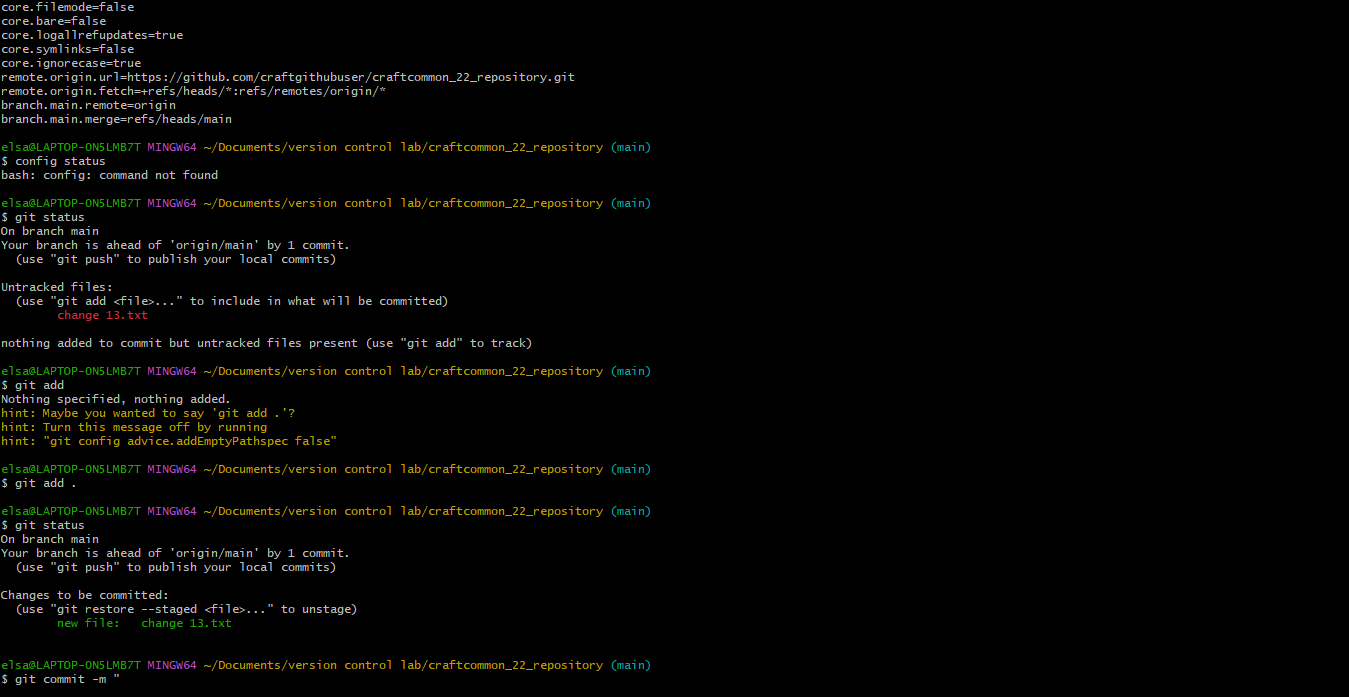 core.filemode=false
core.bare=false
core.logallrefupdates=true
core.symlinks=false
core.ignorecase=true
remote.origin.url=https://github.com/craftgithubuser/craftcommon_22_repository.git
remote.origin.fetch=+refs/heads/*:refs/remotes/origin/*
branch.main.remote=origin
branch.main.merge=refs/heads/main
elsa@LAPTOP-ON5LMB7T MINGW64 ~/Documents/version control lab/craftcommon_22_repository (main)
$ config status
bash: config: command not found
elsa@LAPTOP-ON5LMB7T MINGW64 ~/Documents/version control lab/craftcommon_22_repository (main)
$ git status
On branch main
Your branch is ahead of 'origin/main' by 1 commit.
  (use "git push" to publish your local commits)
Untracked files:
  (use "git add <file>..." to include in what will be committed)
        change 13.txt
nothing added to commit but untracked files present (use "git add" to track)
elsa@LAPTOP-ON5LMB7T MINGW64 ~/Documents/version control lab/craftcommon_22_repository (main)
$ git add
Nothing specified, nothing added.
hint: Maybe you wanted to say 'git add .'?
hint: Turn this message off by running
hint: "git config advice.addEmptyPathspec false"
elsa@LAPTOP-ON5LMB7T MINGW64 ~/Documents/version control lab/craftcommon_22_repository (main)
$ git add .
elsa@LAPTOP-ON5LMB7T MINGW64 ~/Documents/version control lab/craftcommon_22_repository (main)
$ git status
On branch main
Your branch is ahead of 'origin/main' by 1 commit.
  (use "git push" to publish your local commits)
Changes to be committed:
  (use "git restore --staged <file>..." to unstage)
        new file:   change 13.txt
elsa@LAPTOP-ON5LMB7T MINGW64 ~/Documents/version control lab/craftcommon_22_repository (main)
$ git commit -m "